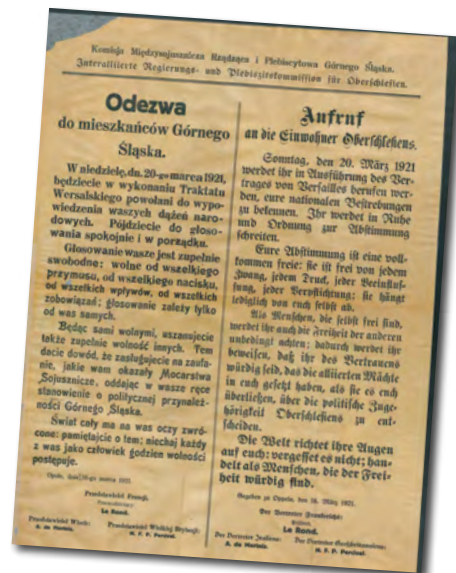 Komisja Międzysojusznicza Rządząca i Plebiscytowa Górnego Śląska.
Interalliierte Regierungs- und Plebiszitkommission für Oberschlesien.
Odezwa
do mieszkańców Górnego
Śląska.
W niedzielę, dn. 20-go marca 1921,
będziecie w wykonaniu Traktatu
Wersalskiego powołani do wypo-
wiedzenia waszych dążeń naro-
dowych. Pójdziecie do głoso-
wania spokojnie i w porządku.
Głosowanie wasze jest zupełnie
swobodne: wolne od wszelkiego
przymusu, od wszelkiego nacisku,
od wszelkich wpływów, od wszelkich
zobowiązań; głosowanie zależy tylko
od was samych.
Będąc sami wolnymi, uszanujecie
także zupełnie wolność innych. Tem
dacie dowód, że zasługujecie na zaufa-
nie, jakie wam okazały Mocarstwa
Sojusznicze, oddając w wasze ręce
stanowienie o politycznej przynależ-
ności Górnego Śląska.
Świat cały ma na was oczy zwró-
cone: pamiętajcie o tem; niechaj każdy
z was jako człowiek godzien wolności
postępuje.
Opole, dnia 16-go marca 1921.
Przedstawiciel Francji,
Le Rond.
Przedstawiciel Włoch:
A. de Marinis.
Przedstawiciel Wielkiej Brytanji:
H. F. P. Percival.
Aufruf
an die Einwohner Oberschlesiens.
Sonntag, den 20. März 1921
werdet ihr in Ausführung des Ver-
trages von Versailles berufen wer-
den, eure nationalen Bestrebungen
zu bekennen. Ihr werdet in Ruhe
und Ordnung zur Abstimmung
schreiten.
Eure Abstimmung ist eine voll-
kommen freie: sie ist frei von jedem
Zwang, jedem Druck, jeder Beeinflus-
sung, jeder Verpflichtung: sie hängt
lediglich von euch selbst ab.
Als Menschen, die selbst frei sind,
werdet ihr auch die Freiheit der anderen
unbedingt achten: dadurch werdet ihr
beweisen, daß ihr des Vertrauens
würdig seid, das die alliierten Mächte
in euch gesetzt haben, als sie es euch
überließen, über die politische Zuge-
hörigkeit Oberschlesiens zu ent-
scheiden.
Die Welt richtet ihre Augen
auf euch: vergesset es nicht; han-
delt als Menschen, die der Frei-
heit würdig sind.
Gegeben zu Oppeln, den 16. März 1921.
Der Vertreter Frankreichs:
Le Rond.
Der Vertreter Italiens:
A. de Marinis.
Der Vertreter Großbritanniens:
H. F. P. Percival.